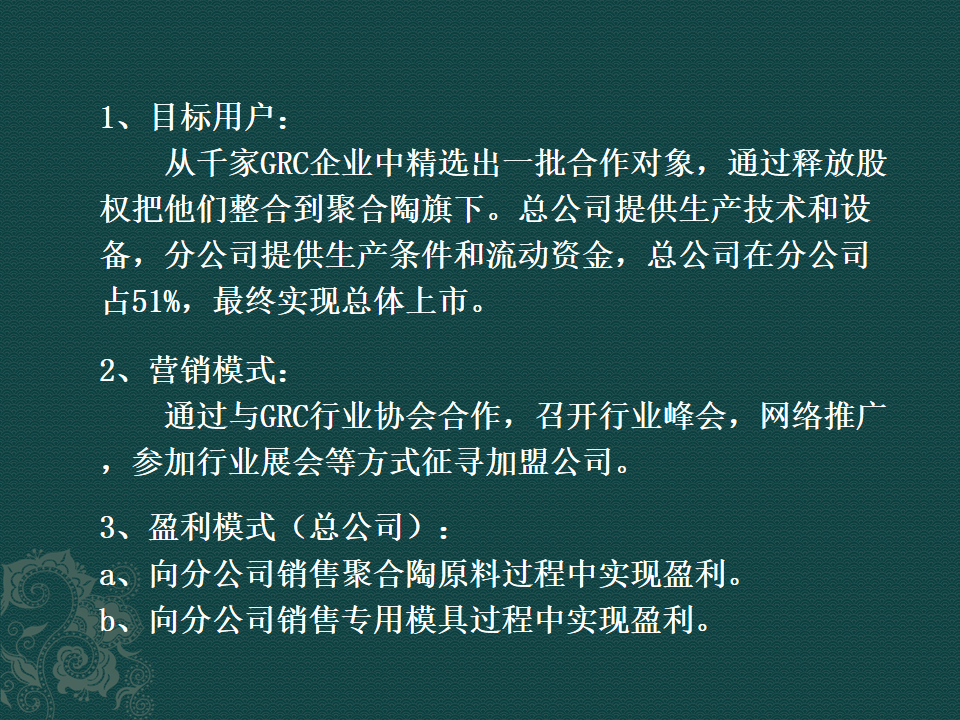 1、目标用户：
从千家GRC企业中精选出一批合作对象，通过释放股
权把他们整合到聚合陶旗下。总公司提供生产技术和设
备，分公司提供生产条件和流动资金，总公司在分公司
占51%，最终实现总体上市。
2、营销模式：
通过与GRC行业协会合作，召开行业峰会，网络推广
，参加行业展会等方式征寻加盟公司。
3、盈利模式（总公司）：
a、向分公司销售聚合陶原料过程中实现盈利。
b、向分公司销售专用模具过程中实现盈利。